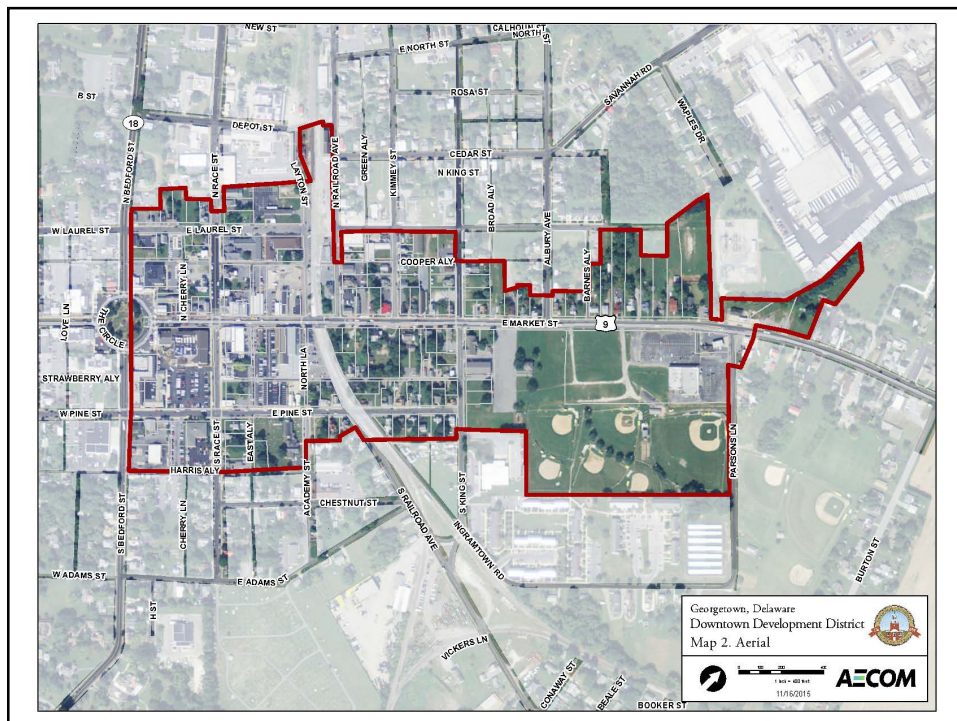 NEW ST
CALHOUN ST
NORTH
E NORTH ST
SAVANNAH RD
B ST
ROSA ST
WAPLES DR
18
DEPOT ST
N BEDFORD ST
N RACE ST
LAYTON ST
N RAILROAD AVE
GREEN ALY
KIMMEY ST
CEDAR ST
N KING ST
BROAD ALY
ALBURY AVE
W LAUREL ST
E LAUREL ST
COOPER ALY
BARNES ALY
N CHERRY LN
LOVE LN
THE CIRCLE
E MARKET ST
9
STRAWBERRY ALY
NORTH LA
W PINE ST
E PINE ST
S RACE ST
EAST ALY
PARSONS LN
HARRIS ALY
ACADEMY ST
S KING ST
CHESTNUT ST
S BEDFORD ST
CHERRY LN
S RAILROAD AVE
INGRAMTOWN RD
BURTON ST
W ADAMS ST
E ADAMS ST
H ST
VICKERS LN
CONAWAY ST
BEALE ST
BOOKER ST
Georgetown, Delaware
Downtown Development District
Map 2. Aerial
AECOM